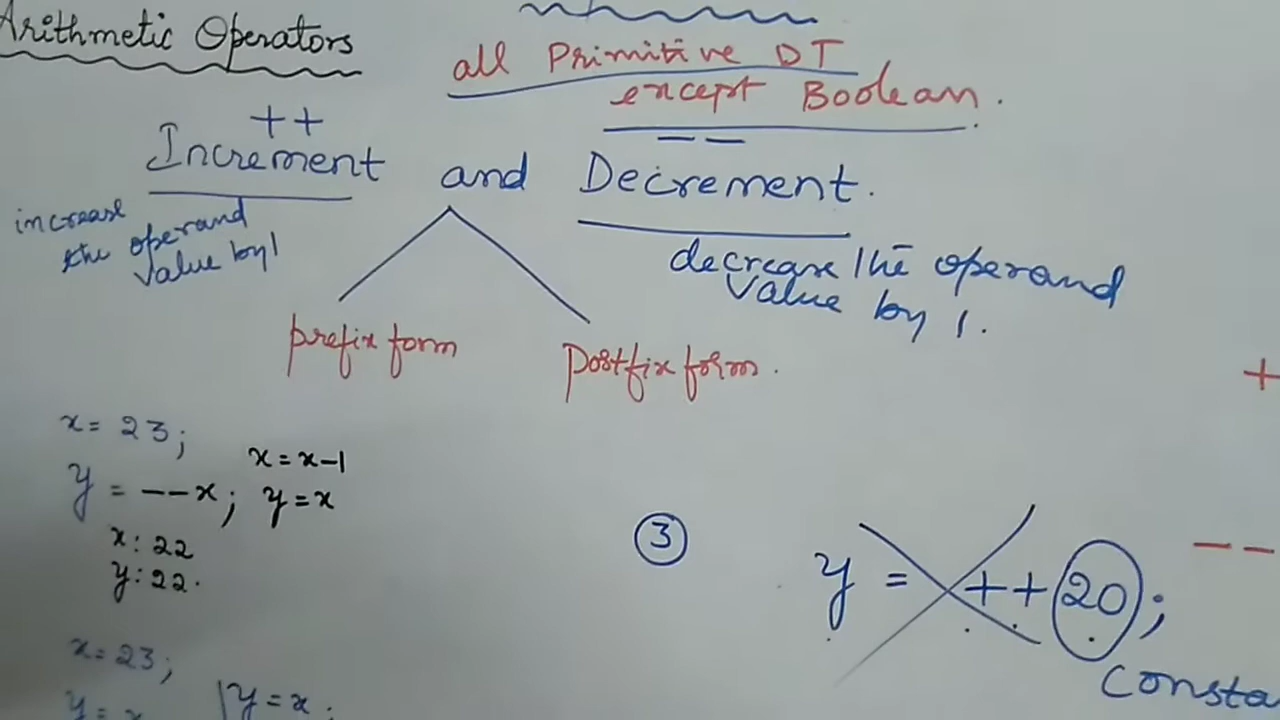 Arithmetic Operators
all Primitive DT
except Boolean.
++ --
Increment and Decrement.
increase
the operand
value by 1
decrease the operand
value by 1.
prefix form
Postfix form.
x = 23;
y = --x; x = x-1
y = x
x: 22
y: 22.
③
y = ++20;
+
--
x = 23;
y = x
y = x.